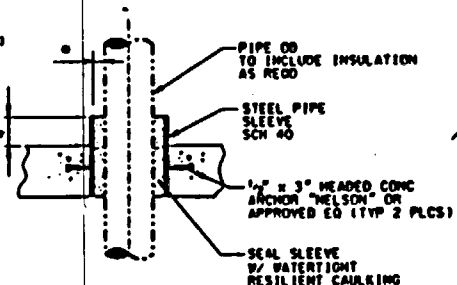 PIPE OD
TO INCLUDE INSULATION
AS REQD
STEEL PIPE
SLEEVE
SCH 40
1/2" x 3" HEADED CONC
ANCHOR "NELSON" OR
APPROVED EQ (TYP 2 PLCS)
SEAL SLEEVE
W/ WATERTIGHT
RESILIENT CAULKING